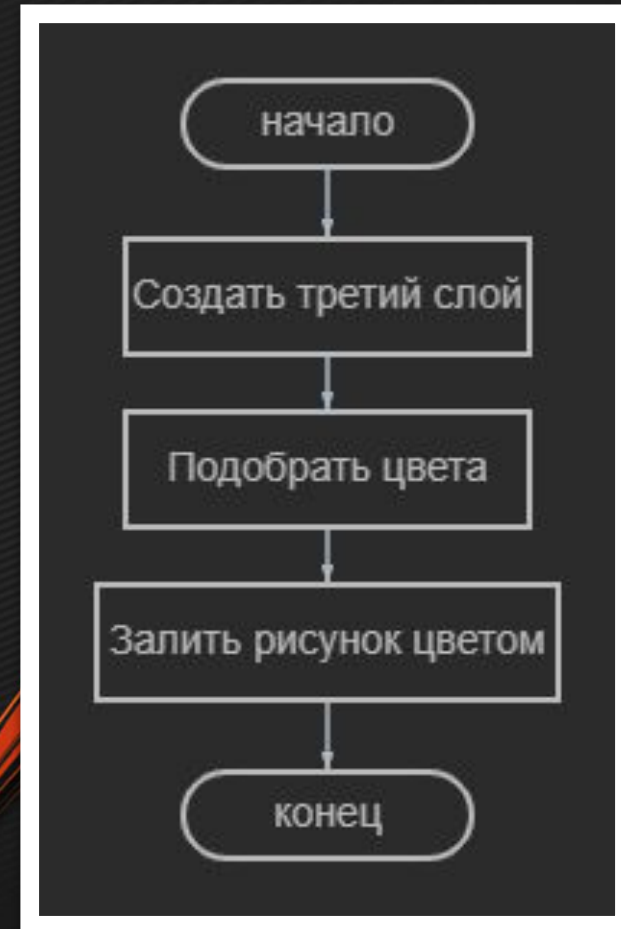 начало
Создать третий слой
Подобрать цвета
Залить рисунок цветом
конец